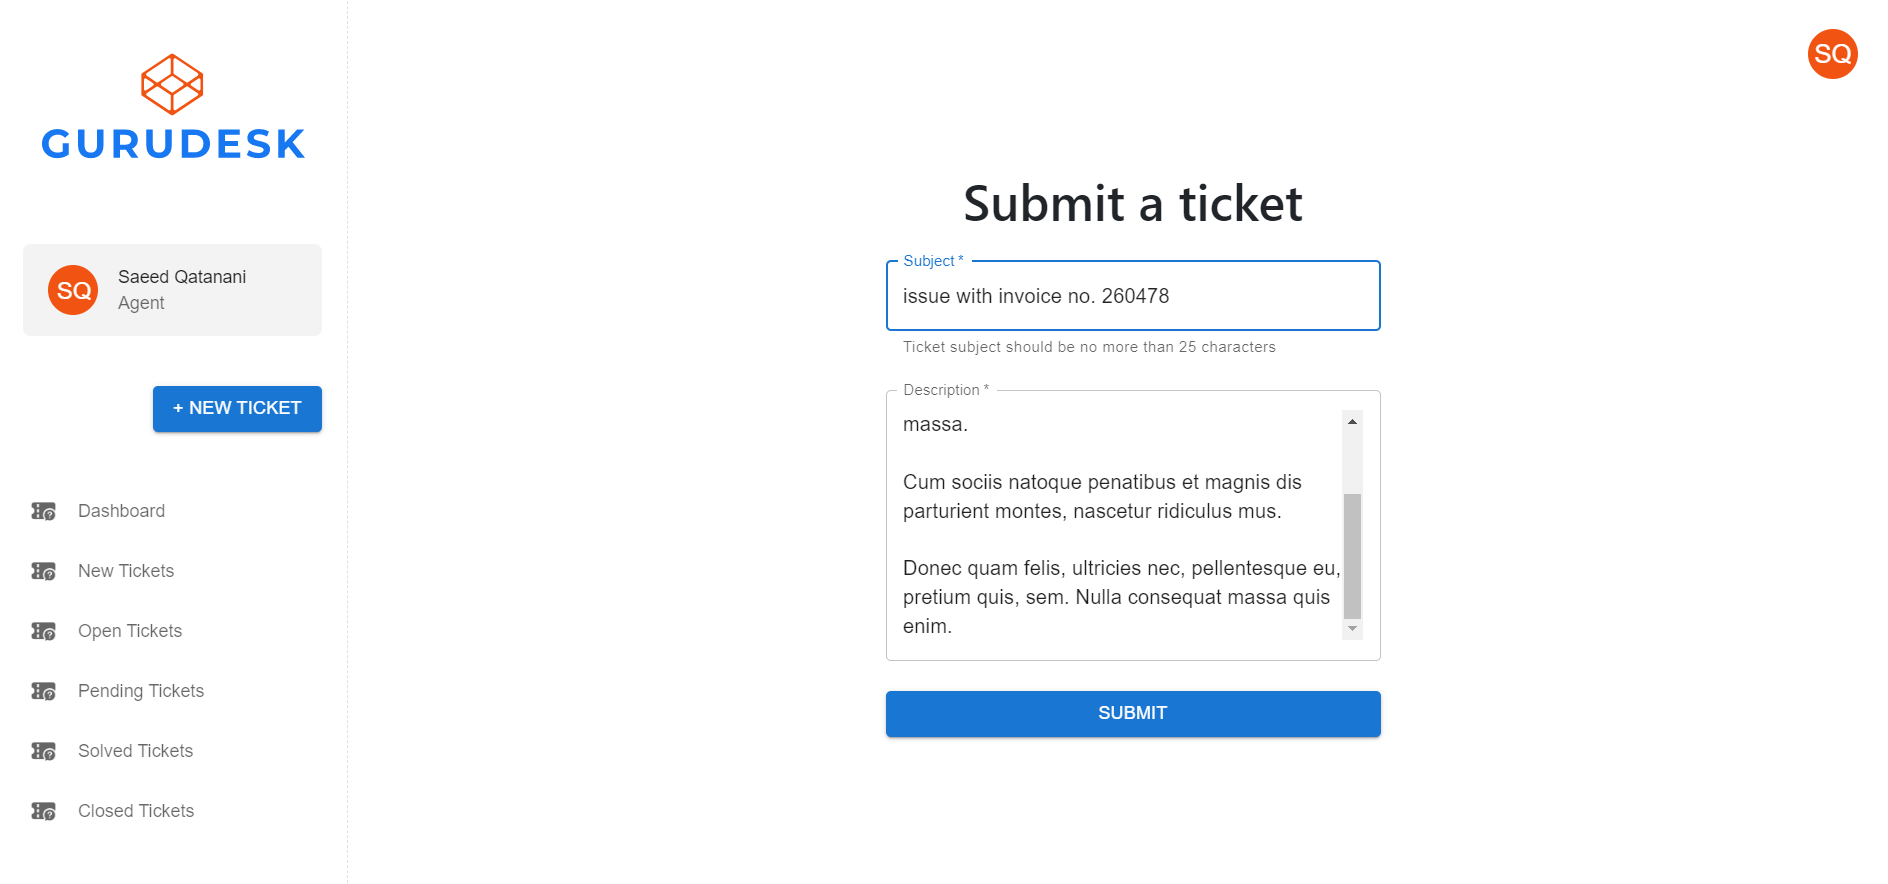 GURUDESK
SQ
Saeed Qatanani
Agent
+ NEW TICKET
Dashboard
New Tickets
Open Tickets
Pending Tickets
Solved Tickets
Closed Tickets
SQ
Submit a ticket
Subject *
issue with invoice no. 260478
Ticket subject should be no more than 25 characters
Description *
massa.
Cum sociis natoque penatibus et magnis dis
parturient montes, nascetur ridiculus mus.
Donec quam felis, ultricies nec, pellentesque eu,
pretium quis, sem. Nulla consequat massa quis
enim.
SUBMIT